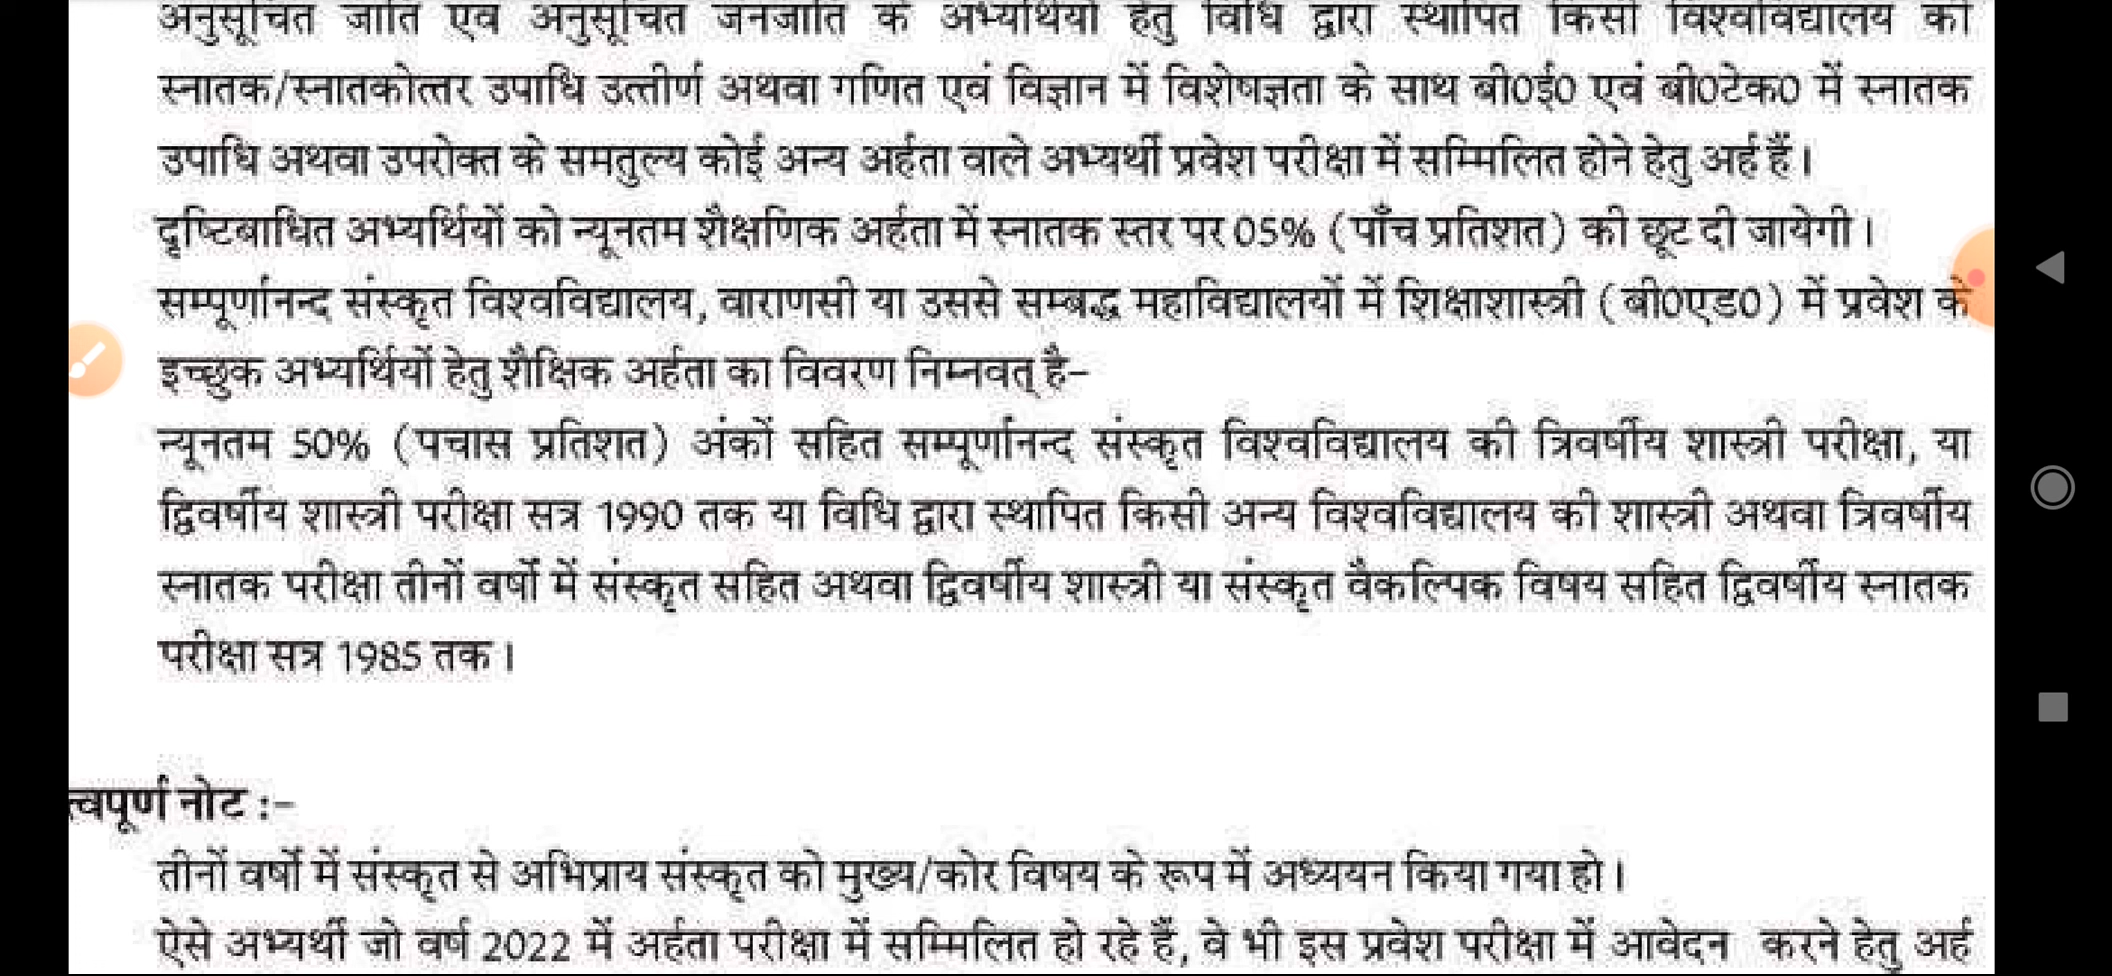 अनुसूचित जाति एवं अनुसूचित जनजाति के अभ्यर्थियों हेतु विधि द्वारा स्थापित किसी विश्वविद्यालय की
स्नातक/स्नातकोत्तर उपाधि उत्तीर्ण अथवा गणित एवं विज्ञान में विशेषज्ञता के साथ बी0ई0 एवं बी0टेक0 में स्नातक
उपाधि अथवा उपरोक्त के समतुल्य कोई अन्य अर्हता वाले अभ्यर्थी प्रवेश परीक्षा में सम्मिलित होने हेतु अर्ह हैं।
दृष्टिबाधित अभ्यर्थियों को न्यूनतम शैक्षणिक अर्हता में स्नातक स्तर पर 05% (पाँच प्रतिशत) की छूट दी जायेगी।
सम्पूर्णानन्द संस्कृत विश्वविद्यालय, वाराणसी या उससे सम्बद्ध महाविद्यालयों में शिक्षाशास्त्री (बी0एड0) में प्रवेश के
इच्छुक अभ्यर्थियों हेतु शैक्षिक अर्हता का विवरण निम्नवत् है–
न्यूनतम 50% (पचास प्रतिशत) अंकों सहित सम्पूर्णानन्द संस्कृत विश्वविद्यालय की त्रिवर्षीय शास्त्री परीक्षा, या
द्विवर्षीय शास्त्री परीक्षा सत्र 1990 तक या विधि द्वारा स्थापित किसी अन्य विश्वविद्यालय की शास्त्री अथवा त्रिवर्षीय
स्नातक परीक्षा तीनों वर्षों में संस्कृत सहित अथवा द्विवर्षीय शास्त्री या संस्कृत वैकल्पिक विषय सहित द्विवर्षीय स्नातक
परीक्षा सत्र 1985 तक।
त्वपूर्ण नोट :–
तीनों वर्षों में संस्कृत से अभिप्राय संस्कृत को मुख्य/कोर विषय के रूप में अध्ययन किया गया हो।
ऐसे अभ्यर्थी जो वर्ष 2022 में अर्हता परीक्षा में सम्मिलित हो रहे हैं, वे भी इस प्रवेश परीक्षा में आवेदन करने हेतु अर्ह